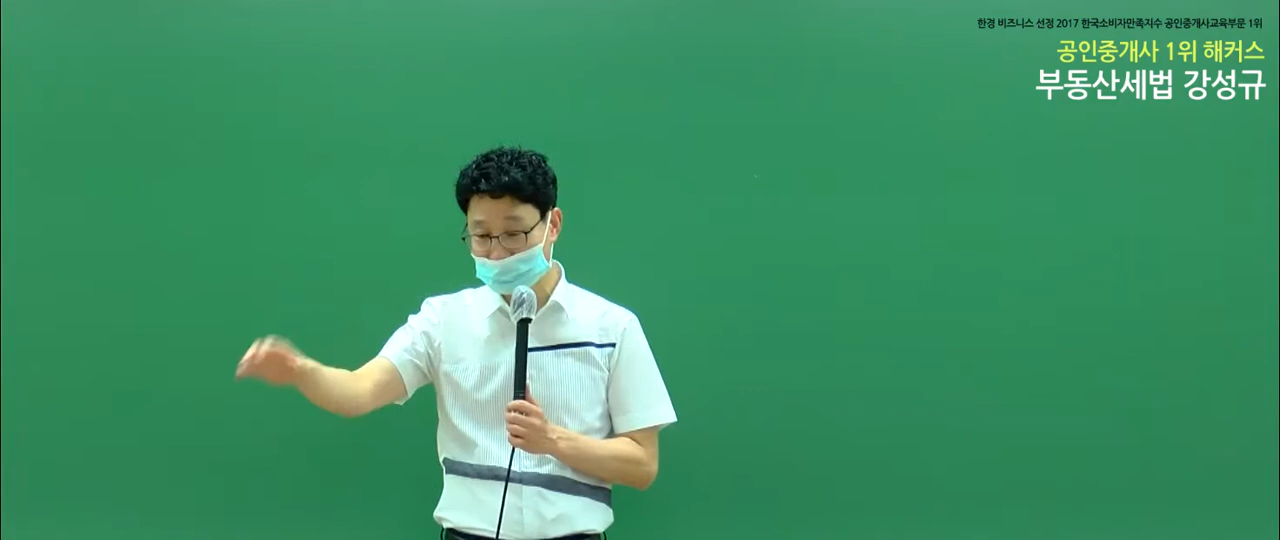 한경 비즈니스 선정 2017 한국소비자만족지수 공인중개사교육부문 1위
공인중개사 1위 해커스
부동산세법 강성규